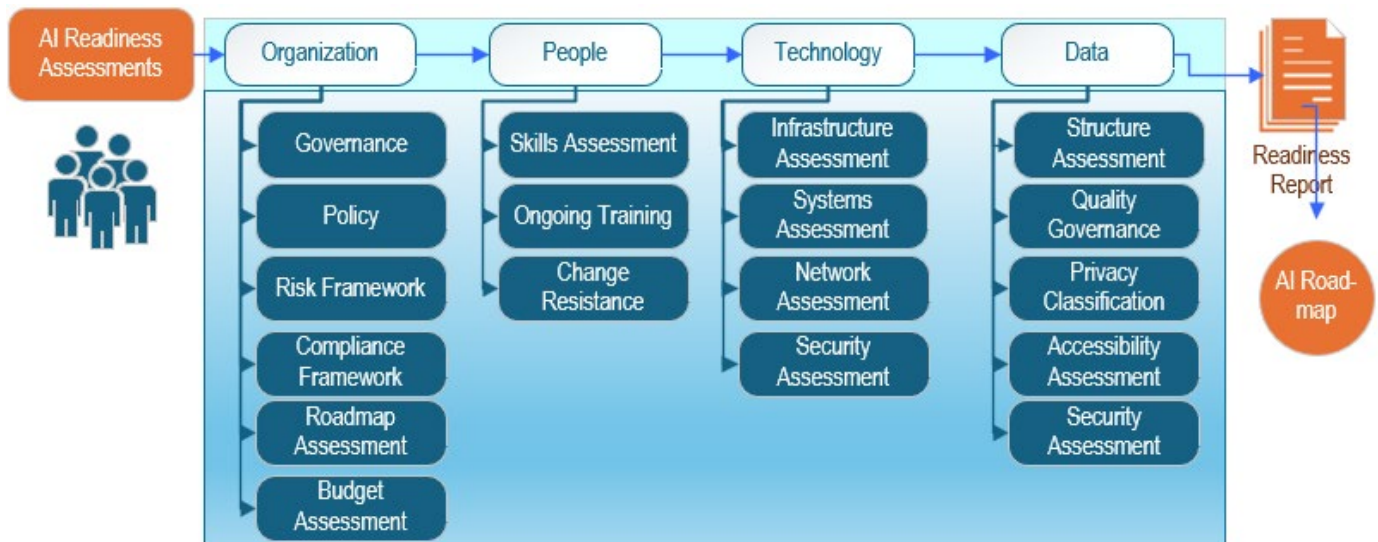 AI Readiness
Assessments
Organization
People
Technology
Data
Governance
Policy
Risk Framework
Compliance
Framework
Roadmap
Assessment
Budget
Assessment
Skills Assessment
Ongoing Training
Change
Resistance
Infrastructure
Assessment
Systems
Assessment
Network
Assessment
Security
Assessment
Structure
Assessment
Quality
Governance
Privacy
Classification
Accessibility
Assessment
Security
Assessment
Readiness
Report
AI Road-
map